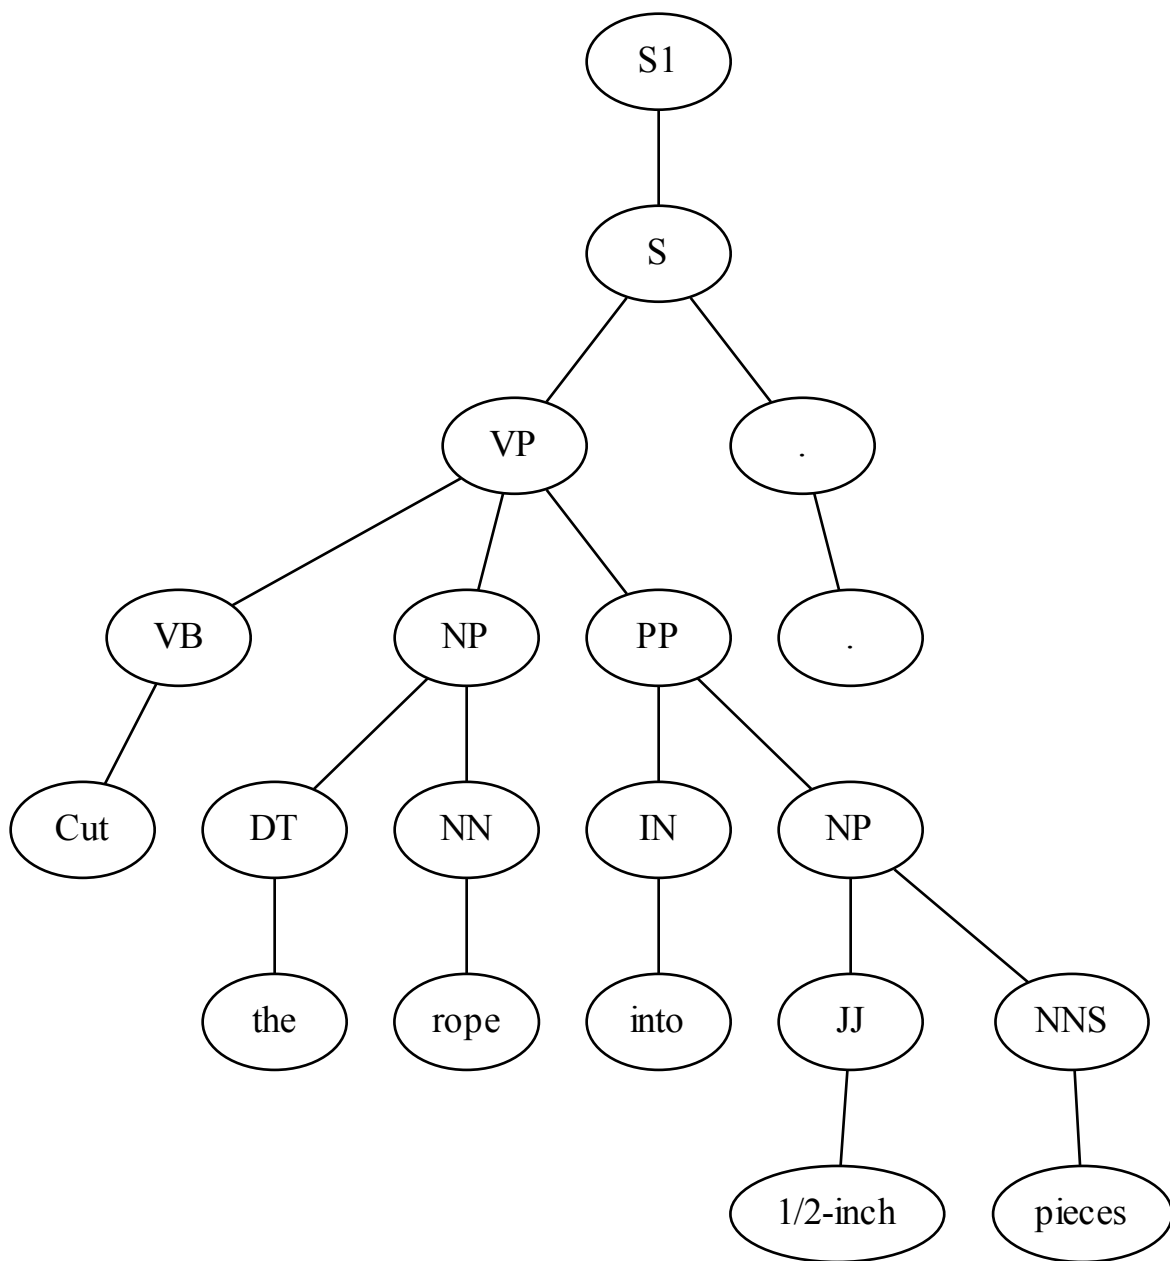 S1
S
VP .
VB NP PP .
Cut DT NN IN NP
the rope into JJ NNS
1/2-inch pieces